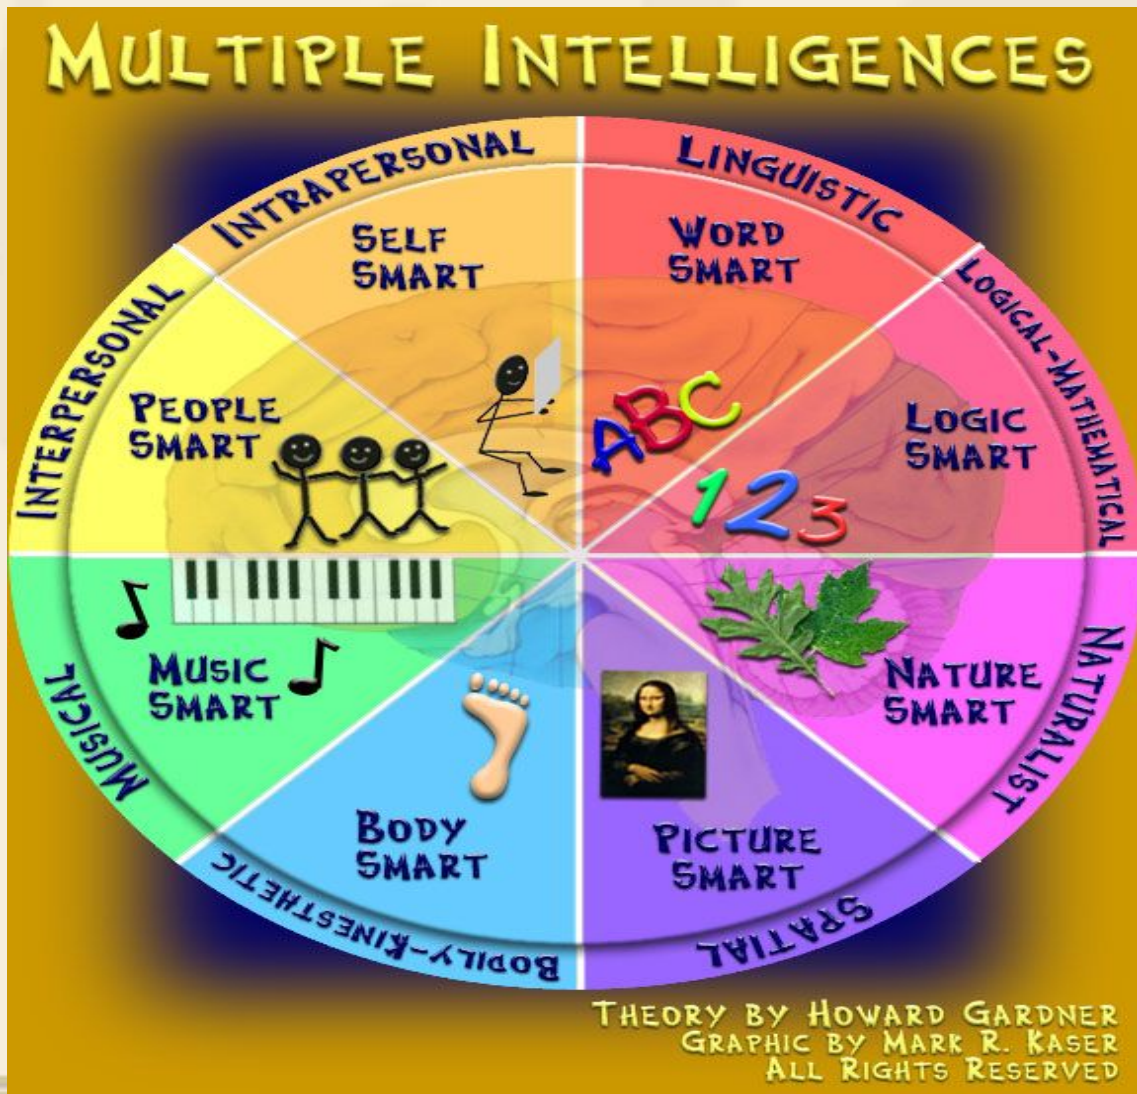 MULTIPLE INTELLIGENCES
INTRAPERSONAL
SELF
SMART
LINGUISTIC
WORD
SMART
LOGICAL-MATHEMATICAL
LOGIC
SMART
NATURALIST
NATURE
SMART
SPATIAL
PICTURE
SMART
BODILY-KINESTHETIC
BODY
SMART
MUSICAL
MUSIC
SMART
INTERPERSONAL
PEOPLE
SMART
ABC
123
THEORY BY HOWARD GARDNER
GRAPHIC BY MARK R. KASER
ALL RIGHTS RESERVED